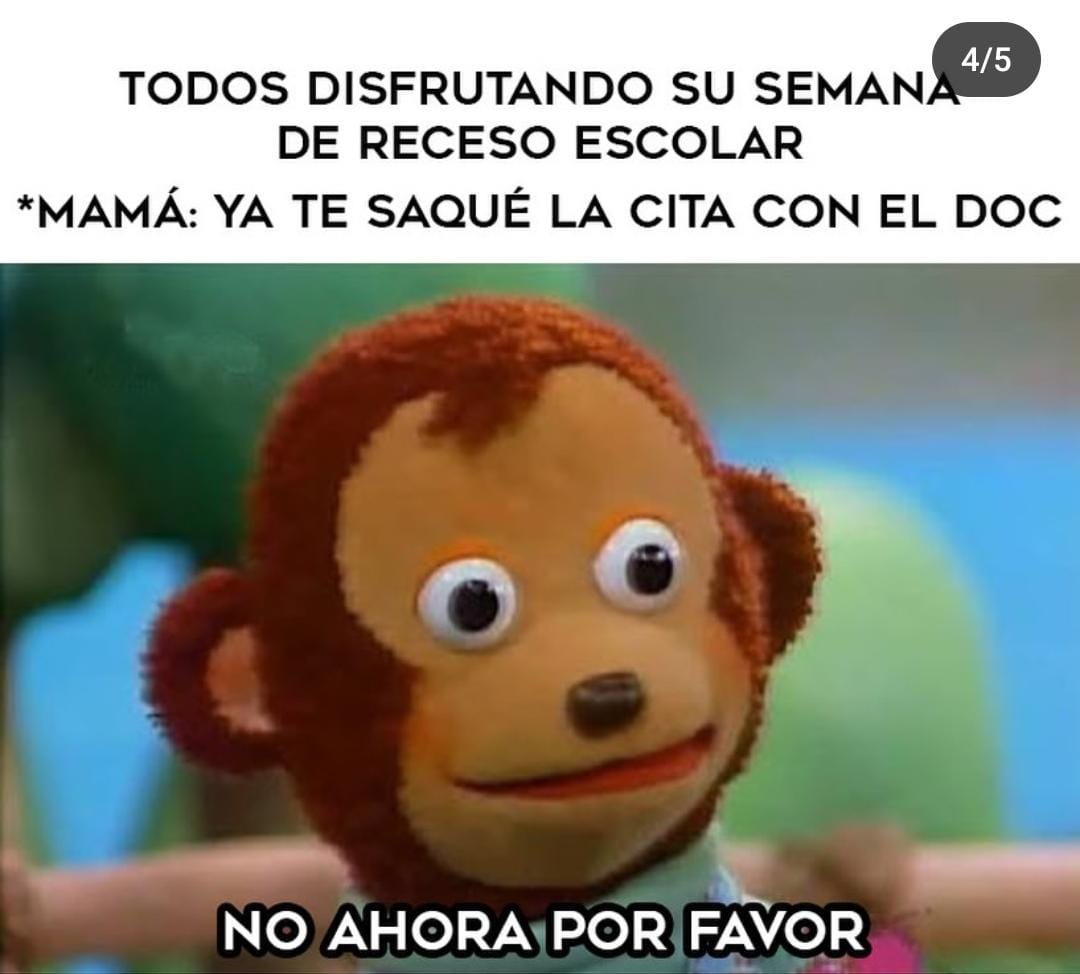 4/5
TODOS DISFRUTANDO SU SEMANA
DE RECESO ESCOLAR
*MAMÁ: YA TE SAQUÉ LA CITA CON EL DOC
NO AHORA POR FAVOR